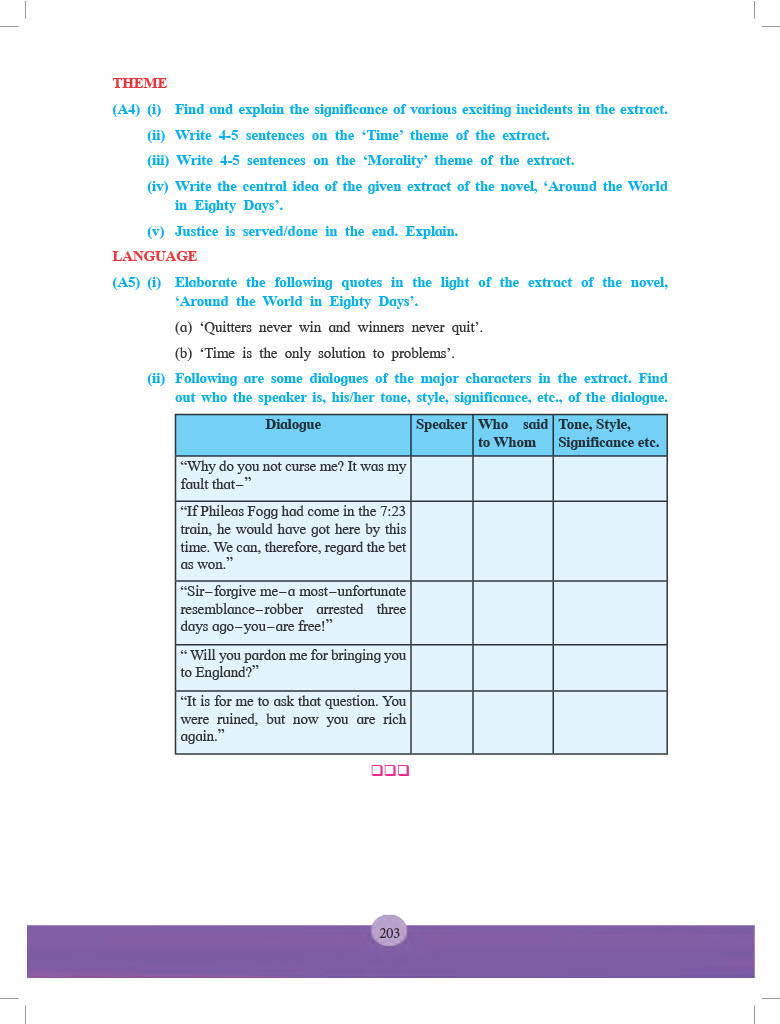 THEME
(A4) (i) Find and explain the significance of various exciting incidents in the extract.
(ii) Write 4-5 sentences on the ‘Time’ theme of the extract.
(iii) Write 4-5 sentences on the ‘Morality’ theme of the extract.
(iv) Write the central idea of the given extract of the novel, ‘Around the World
in Eighty Days’.
(v) Justice is served/done in the end. Explain.
LANGUAGE
(A5) (i) Elaborate the following quotes in the light of the extract of the novel,
‘Around the World in Eighty Days’.
(a) ‘Quitters never win and winners never quit’.
(b) ‘Time is the only solution to problems’.
(ii) Following are some dialogues of the major characters in the extract. Find
out who the speaker is, his/her tone, style, significance, etc., of the dialogue.
Dialogue Speaker Who said Tone, Style,
to Whom Significance etc.
“Why do you not curse me? It was my
fault that–”
“If Phileas Fogg had come in the 7:23
train, he would have got here by this
time. We can, therefore, regard the bet
as won.”
“Sir–forgive me–a most–unfortunate
resemblance–robber arrested three
days ago–you–are free!”
“ Will you pardon me for bringing you
to England?”
“It is for me to ask that question. You
were ruined, but now you are rich
again.”
❑❑❑
203